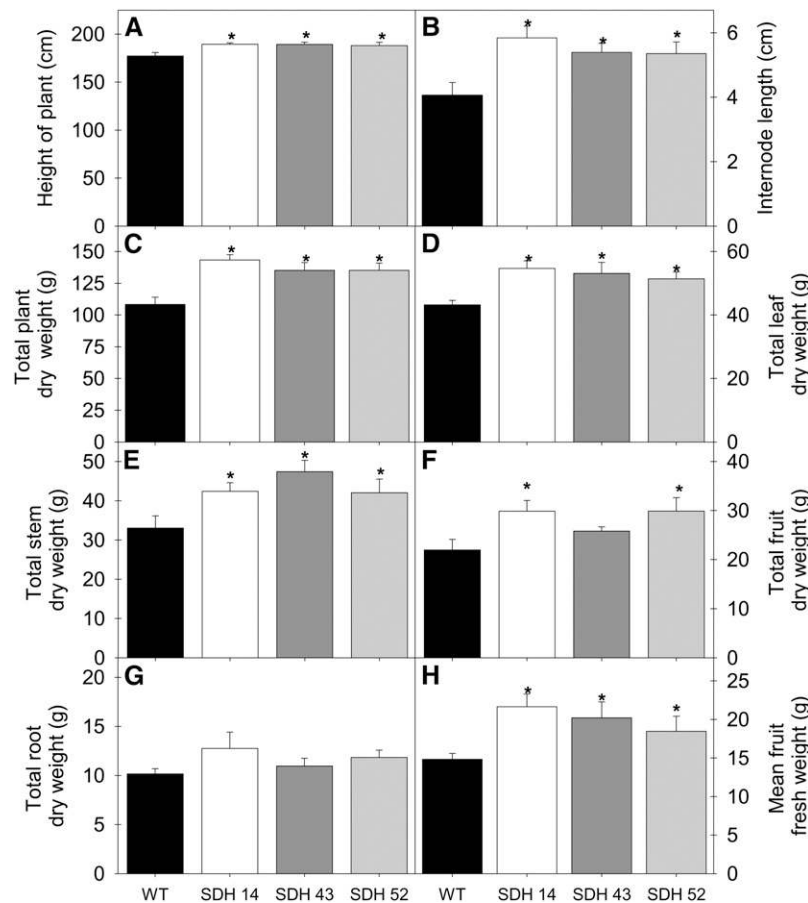 A
B
Height of plant (cm)
200
150
100
50
0
* * *
Internode length (cm)
6
4
2
0
* * *
C
D
Total plant
dry weight (g)
150
125
100
75
50
25
0
* * *
Total leaf
dry weight (g)
60
40
20
0
* * *
E
F
Total stem
dry weight (g)
50
40
30
20
10
0
* * *
Total fruit
dry weight (g)
40
30
20
10
0
* *
G
H
Total root
dry weight (g)
20
15
10
5
0
Mean fruit
fresh weight (g)
25
20
15
10
5
0
* * *
WT SDH 14 SDH 43 SDH 52 WT SDH 14 SDH 43 SDH 52